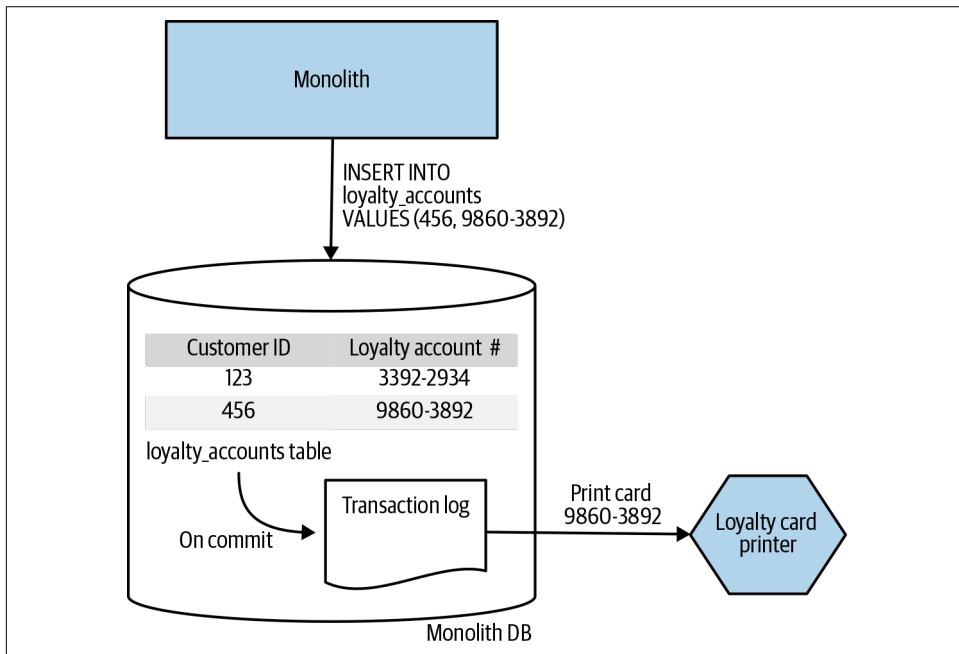 Monolith
INSERT INTO
loyalty_accounts
VALUES (456, 9860-3892)
Customer ID Loyalty account #
123 3392-2934
456 9860-3892
loyalty_accounts table
On commit
Transaction log
Print card
9860-3892
Loyalty card
printer
Monolith DB